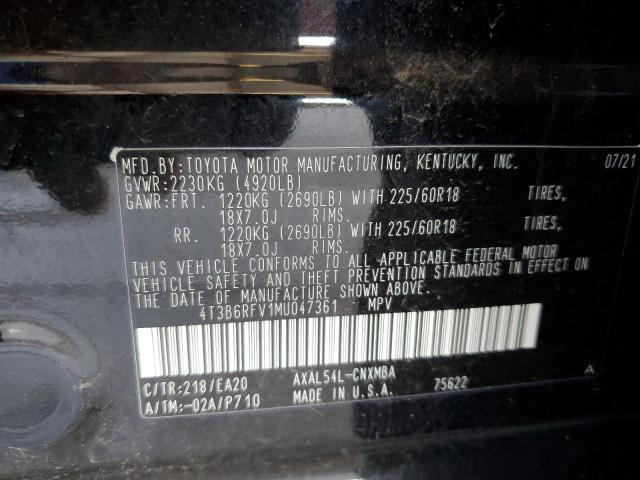 MFD.BY:TOYOTA MOTOR MANUFACTURING, KENTUCKY, INC. 07/21
GVWR:2230KG (4920LB)
GAWR:FRT. 1220KG (2690LB) WITH 225/60R18 TIRES,
18X7.0J RIMS.
RR. 1220KG (2690LB) WITH 225/60R18 TIRES,
18X7.0J RIMS.
THIS VEHICLE CONFORMS TO ALL APPLICABLE FEDERAL MOTOR
VEHICLE SAFETY AND THEFT PREVENTION STANDARDS IN EFFECT ON
THE DATE OF MANUFACTURE SHOWN ABOVE.
4T3B6RFV1MU047361 MPV
C/TR:218/EA20 AXAL54L-CNXMBA 75622 A
A/TM:-02A/P710 MADE IN U.S.A.